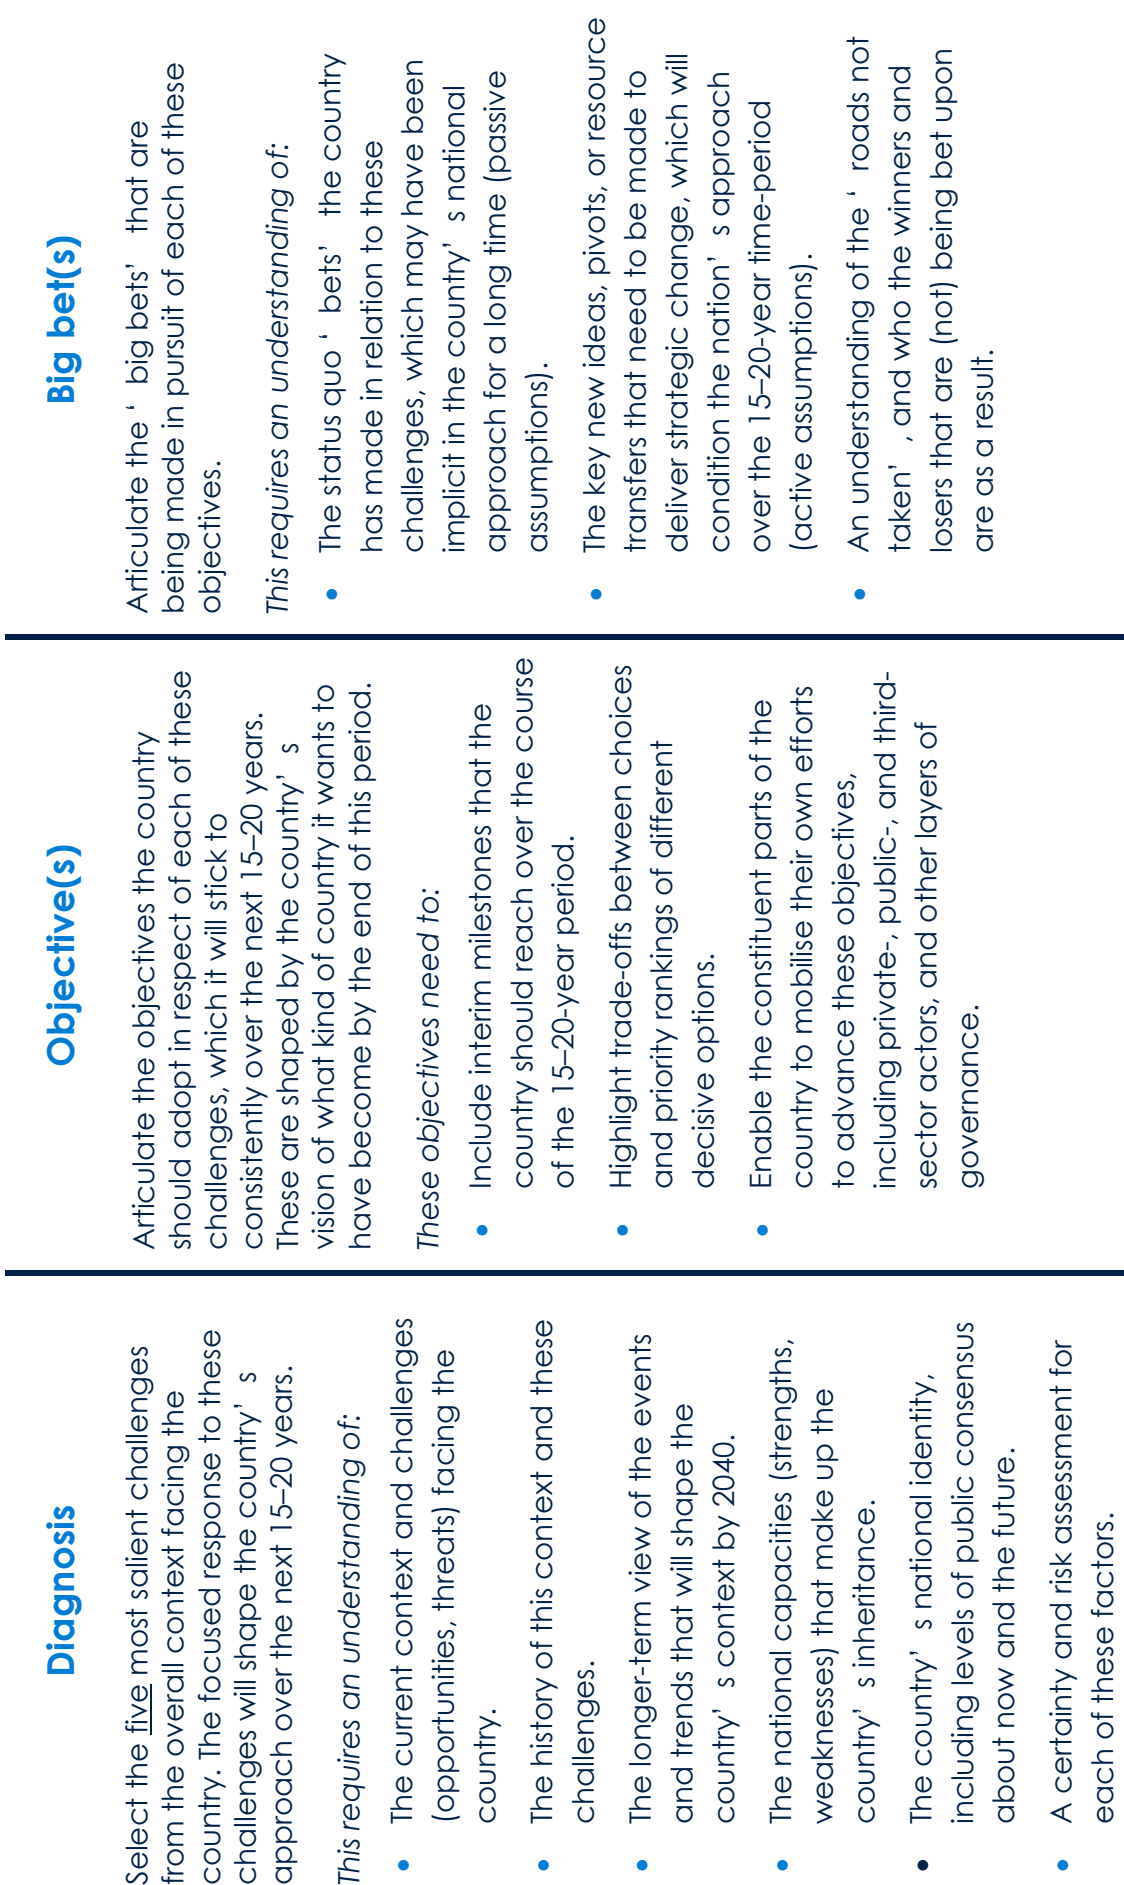 Diagnosis
Select the five most salient challenges
from the overall context facing the
country. The focused response to these
challenges will shape the country’ s
approach over the next 15–20 years.
This requires an understanding of:
• The current context and challenges
(opportunities, threats) facing the
country.
• The history of this context and these
challenges.
• The longer-term view of the events
and trends that will shape the
country’ s context by 2040.
• The national capacities (strengths,
weaknesses) that make up the
country’ s inheritance.
• The country’ s national identity,
including levels of public consensus
about now and the future.
• A certainty and risk assessment for
each of these factors.
Objective(s)
Articulate the objectives the country
should adopt in respect of each of these
challenges, which it will stick to
consistently over the next 15–20 years.
These are shaped by the country’ s
vision of what kind of country it wants to
have become by the end of this period.
These objectives need to:
• Include interim milestones that the
country should reach over the course
of the 15–20-year period.
• Highlight trade-offs between choices
and priority rankings of different
decisive options.
• Enable the constituent parts of the
country to mobilise their own efforts
to advance these objectives,
including private-, public-, and third-
sector actors, and other layers of
governance.
Big bet(s)
Articulate the ‘ big bets’ that are
being made in pursuit of each of these
objectives.
This requires an understanding of:
• The status quo ‘ bets’ the country
has made in relation to these
challenges, which may have been
implicit in the country’ s national
approach for a long time (passive
assumptions).
• The key new ideas, pivots, or resource
transfers that need to be made to
deliver strategic change, which will
condition the nation’ s approach
over the 15–20-year time-period
(active assumptions).
• An understanding of the ‘ roads not
taken’ , and who the winners and
losers that are (not) being bet upon
are as a result.